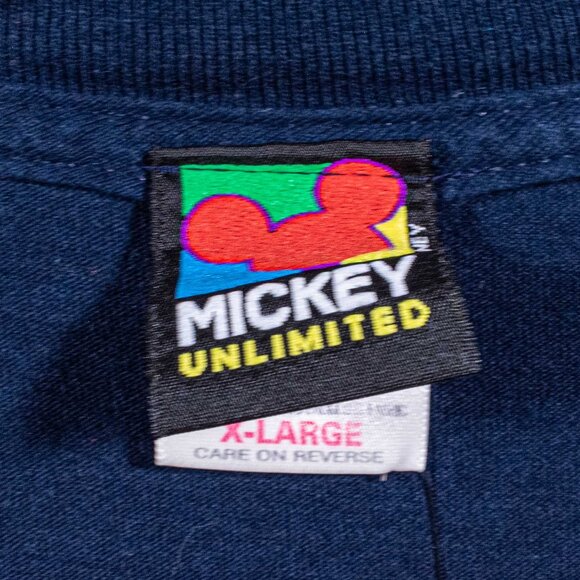 MICKEY
UNLIMITED
X-LARGE
CARE ON REVERSE